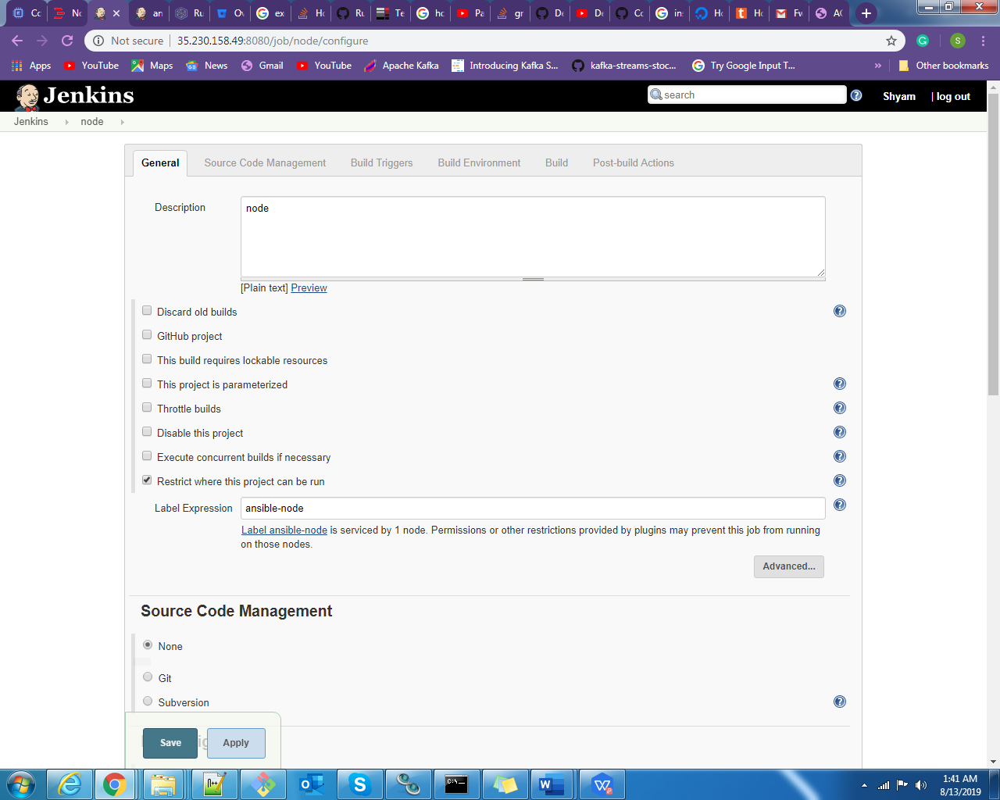 Cc
Nc
an
Ru
Ov
ex
Hc
RL
Te
hc
Pa
gr
De
De
Cc
in
Hc
Hc
Fw
AC
Not secure
35.230.158.49:8080/job/node/configure
S
Apps
YouTube
Maps
News
Gmail
YouTube
Apache Kafka
Introducing Kafka S...
kafka-streams-stoc...
Try Google Input T...
»
Other bookmarks
Jenkins
search
Shyam
| log out
Jenkins
node
General
Source Code Management
Build Triggers
Build Environment
Build
Post-build Actions
Description
node
[Plain text] Preview
Discard old builds
GitHub project
This build requires lockable resources
This project is parameterized
Throttle builds
Disable this project
Execute concurrent builds if necessary
Restrict where this project can be run
Label Expression
ansible-node
Label ansible-node is serviced by 1 node. Permissions or other restrictions provided by plugins may prevent this job from running
on those nodes.
Advanced...
Source Code Management
None
Git
Subversion
Save
Apply
1:41 AM
8/13/2019